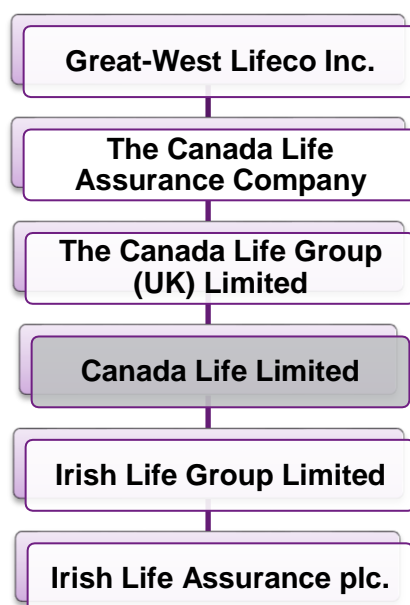 Great-West Lifeco Inc.
The Canada Life
Assurance Company
The Canada Life Group
(UK) Limited
Canada Life Limited
Irish Life Group Limited
Irish Life Assurance plc.